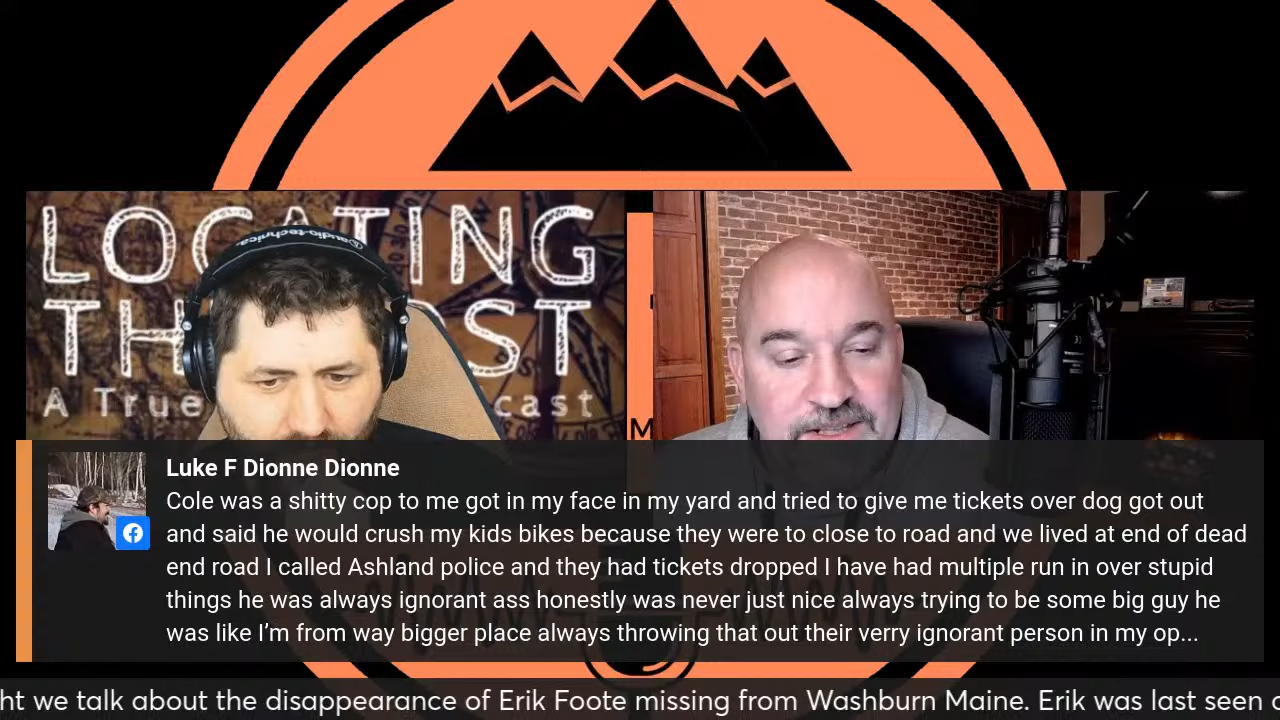 LOCATING
TH OST
A True cast
audio-technica
M
Luke F Dionne Dionne
Cole was a shitty cop to me got in my face in my yard and tried to give me tickets over dog got out
and said he would crush my kids bikes because they were to close to road and we lived at end of dead
end road I called Ashland police and they had tickets dropped I have had multiple run in over stupid
things he was always ignorant ass honestly was never just nice always trying to be some big guy he
was like I’m from way bigger place always throwing that out their verry ignorant person in my op...
ht we talk about the disappearance of Erik Foote missing from Washburn Maine. Erik was last seen